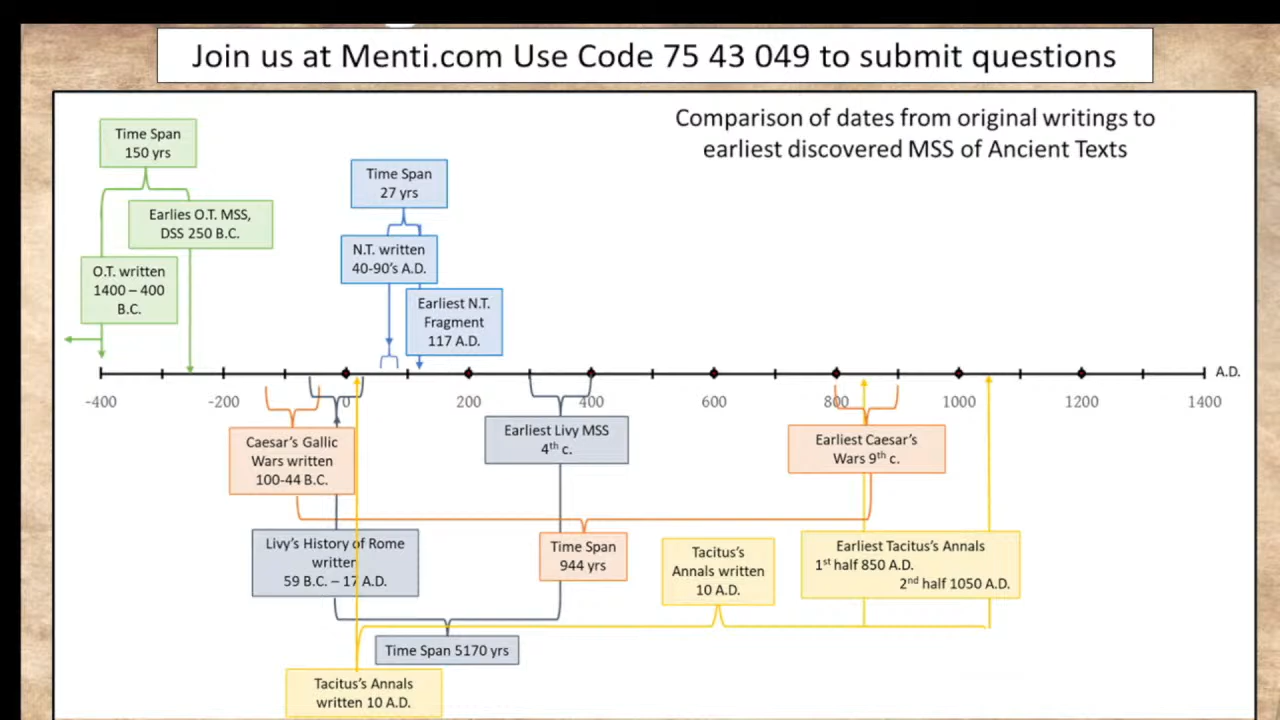 Join us at Menti.com Use Code 75 43 049 to submit questions
Comparison of dates from original writings to
earliest discovered MSS of Ancient Texts
Time Span
150 yrs
Earlies O.T. MSS,
DSS 250 B.C.
O.T. written
1400 – 400
B.C.
Time Span
27 yrs
N.T. written
40-90's A.D.
Earliest N.T.
Fragment
117 A.D.
A.D.
-400 -200 0 200 400 600 800 1000 1200 1400
Caesar's Gallic
Wars written
100-44 B.C.
Earliest Livy MSS
4th c.
Earliest Caesar's
Wars 9th c.
Livy's History of Rome
written
59 B.C. – 17 A.D.
Time Span
944 yrs
Tacitus's
Annals written
10 A.D.
Earliest Tacitus's Annals
1st half 850 A.D.
2nd half 1050 A.D.
Time Span 5170 yrs
Tacitus's Annals
written 10 A.D.